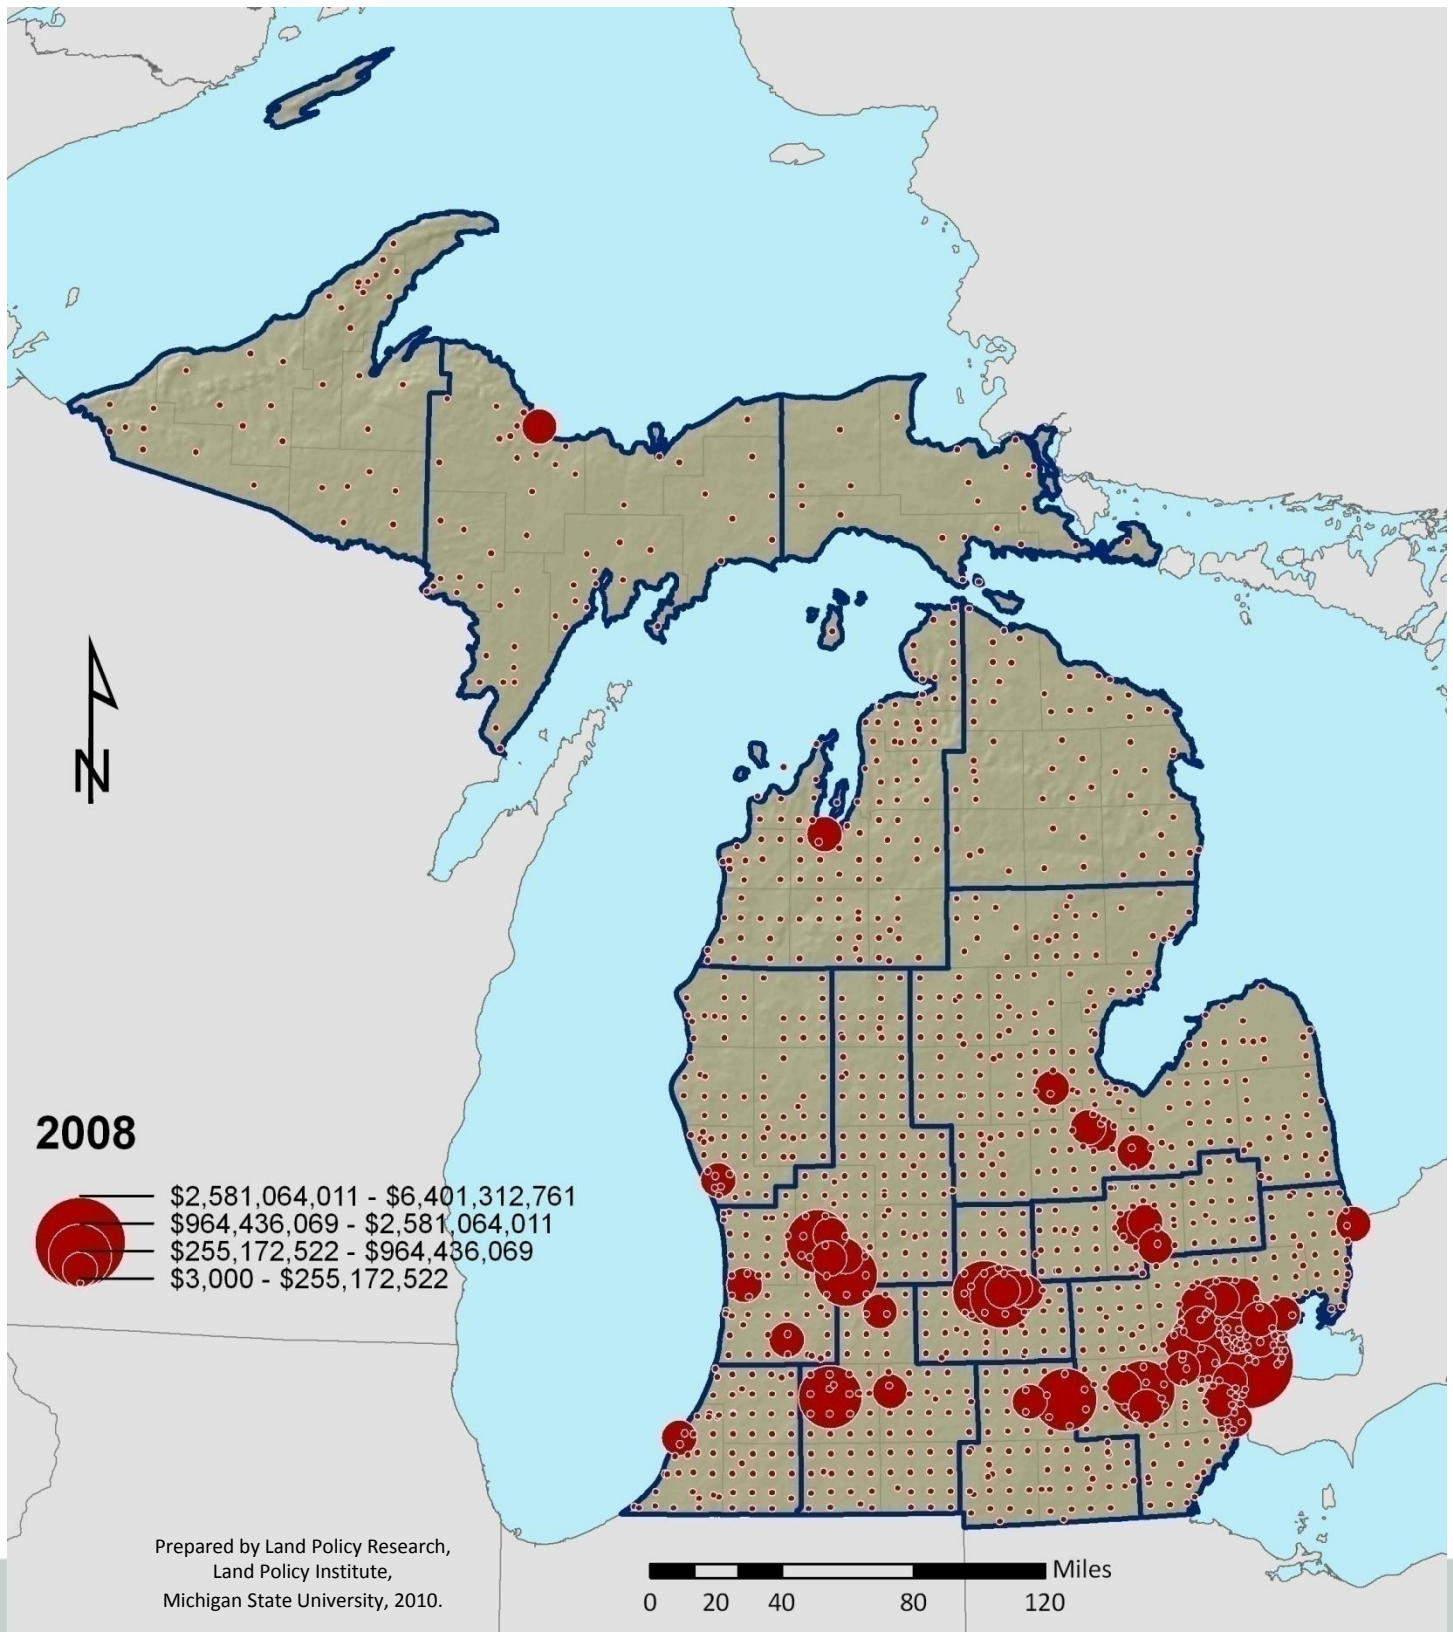 N
2008
$2,581,064,011 - $6,401,312,761
$964,436,069 - $2,581,064,011
$255,172,522 - $964,436,069
$3,000 - $255,172,522
Prepared by Land Policy Research,
Land Policy Institute,
Michigan State University, 2010.
Miles
0 20 40 80 120